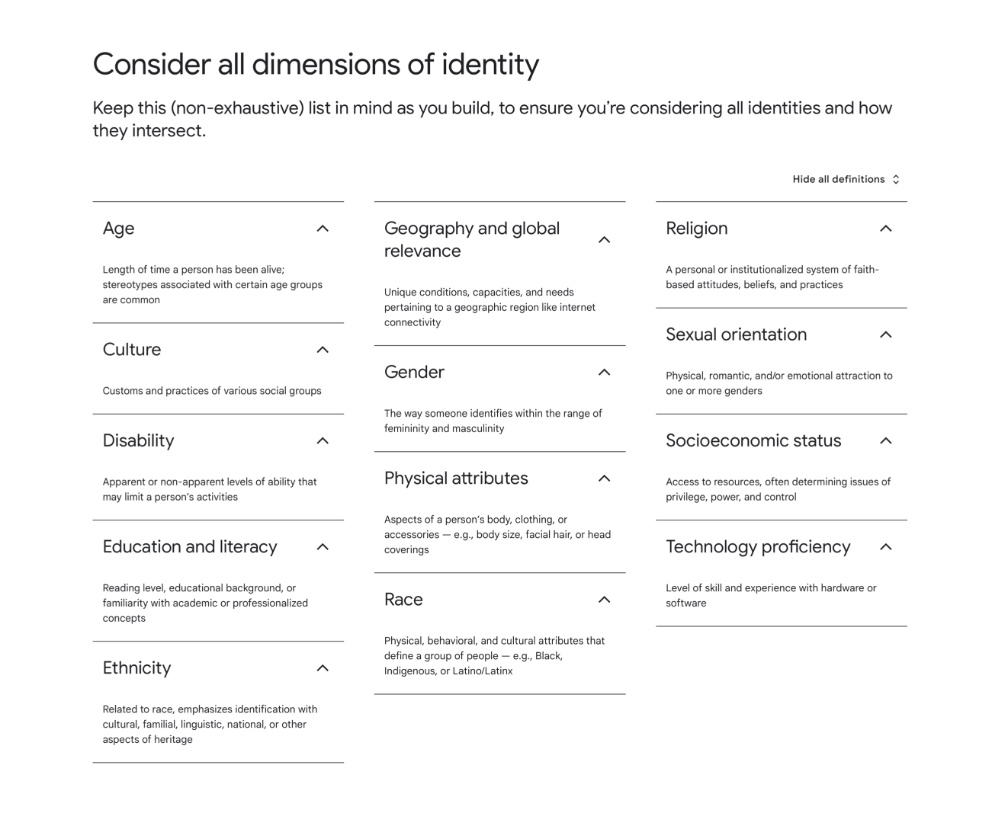 Consider all dimensions of identity
Keep this (non-exhaustive) list in mind as you build, to ensure you're considering all identities and how
they intersect.
Hide all definitions
Age
Length of time a person has been alive;
stereotypes associated with certain age groups
are common
Culture
Customs and practices of various social groups
Disability
Apparent or non-apparent levels of ability that
may limit a person's activities
Education and literacy
Reading level, educational background, or
familiarity with academic or professionalized
concepts
Ethnicity
Related to race, emphasizes identification with
cultural, familial, linguistic, national, or other
aspects of heritage
Geography and global
relevance
Unique conditions, capacities, and needs
pertaining to a geographic region like internet
connectivity
Gender
The way someone identifies within the range of
femininity and masculinity
Physical attributes
Aspects of a person's body, clothing, or
accessories — e.g., body size, facial hair, or head
coverings
Race
Physical, behavioral, and cultural attributes that
define a group of people — e.g., Black,
Indigenous, or Latino/Latinx
Religion
A personal or institutionalized system of faith-
based attitudes, beliefs, and practices
Sexual orientation
Physical, romantic, and/or emotional attraction to
one or more genders
Socioeconomic status
Access to resources, often determining issues of
privilege, power, and control
Technology proficiency
Level of skill and experience with hardware or
software